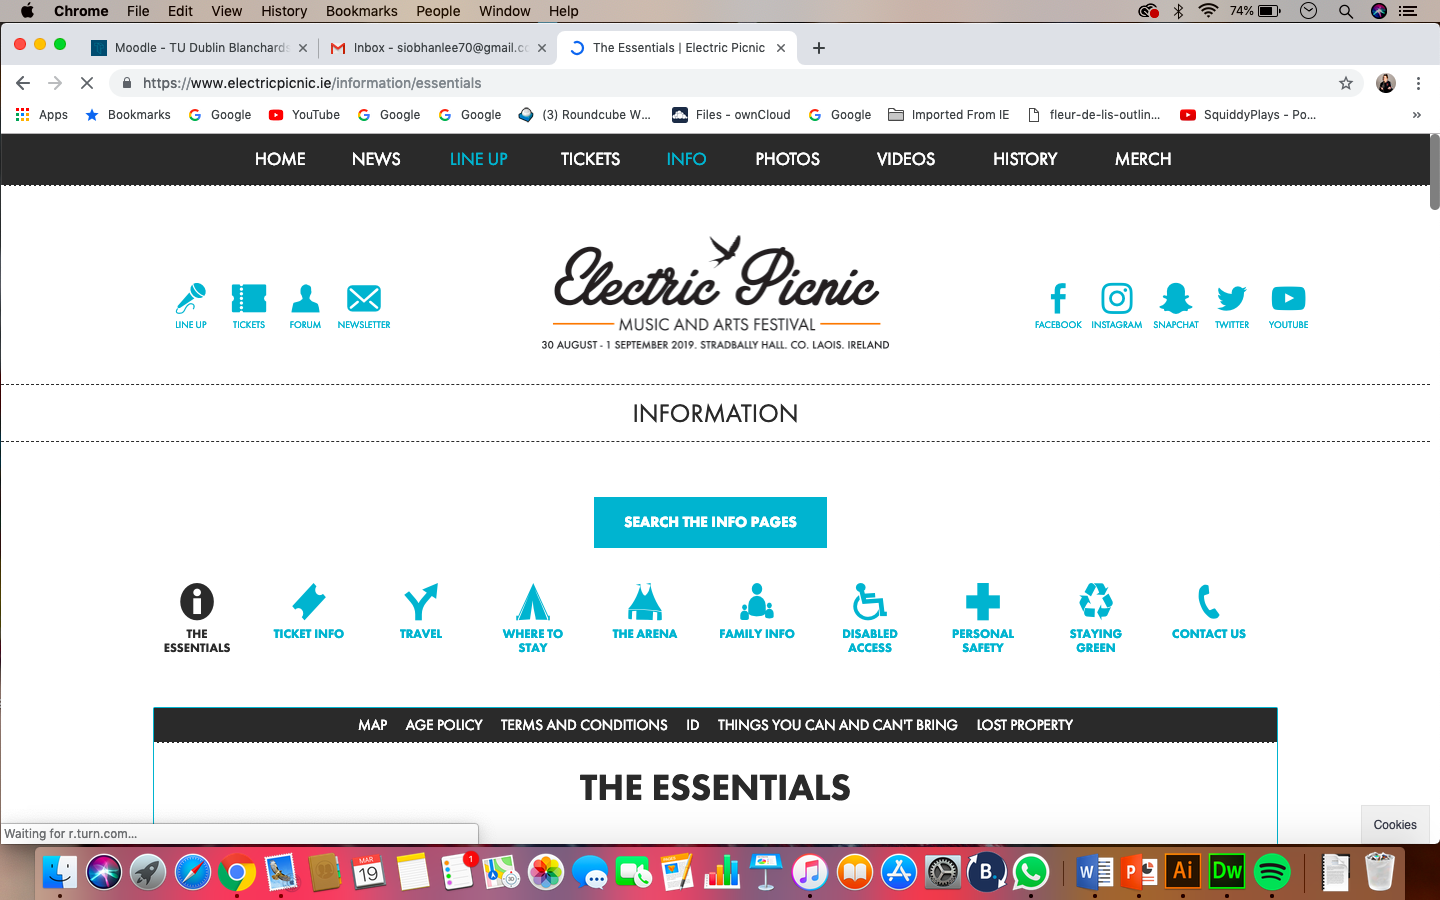 Chrome File Edit View History Bookmarks People Window Help 74%
Moodle - TU Dublin Blanchards Inbox - siobhanlee70@gmail.co The Essentials | Electric Picnic
https://www.electricpicnic.ie/information/essentials
Apps Bookmarks Google YouTube Google Google (3) Roundcube W... Files - ownCloud Google Imported From IE fleur-de-lis-outlin... SquiddyPlays - Po... »
HOME NEWS LINE UP TICKETS INFO PHOTOS VIDEOS HISTORY MERCH
Electric Picnic
MUSIC AND ARTS FESTIVAL
30 AUGUST - 1 SEPTEMBER 2019. STRADBALLY HALL. CO. LAOIS. IRELAND
LINE UP TICKETS FORUM NEWSLETTER
FACEBOOK INSTAGRAM SNAPCHAT TWITTER YOUTUBE
INFORMATION
SEARCH THE INFO PAGES
THE
ESSENTIALS
TICKET INFO
TRAVEL
WHERE TO
STAY
THE ARENA
FAMILY INFO
DISABLED
ACCESS
PERSONAL
SAFETY
STAYING
GREEN
CONTACT US
MAP AGE POLICY TERMS AND CONDITIONS ID THINGS YOU CAN AND CAN'T BRING LOST PROPERTY
THE ESSENTIALS
Cookies
Waiting for r.turn.com...
MAR
19
1
B.
W
P
Ai
Dw